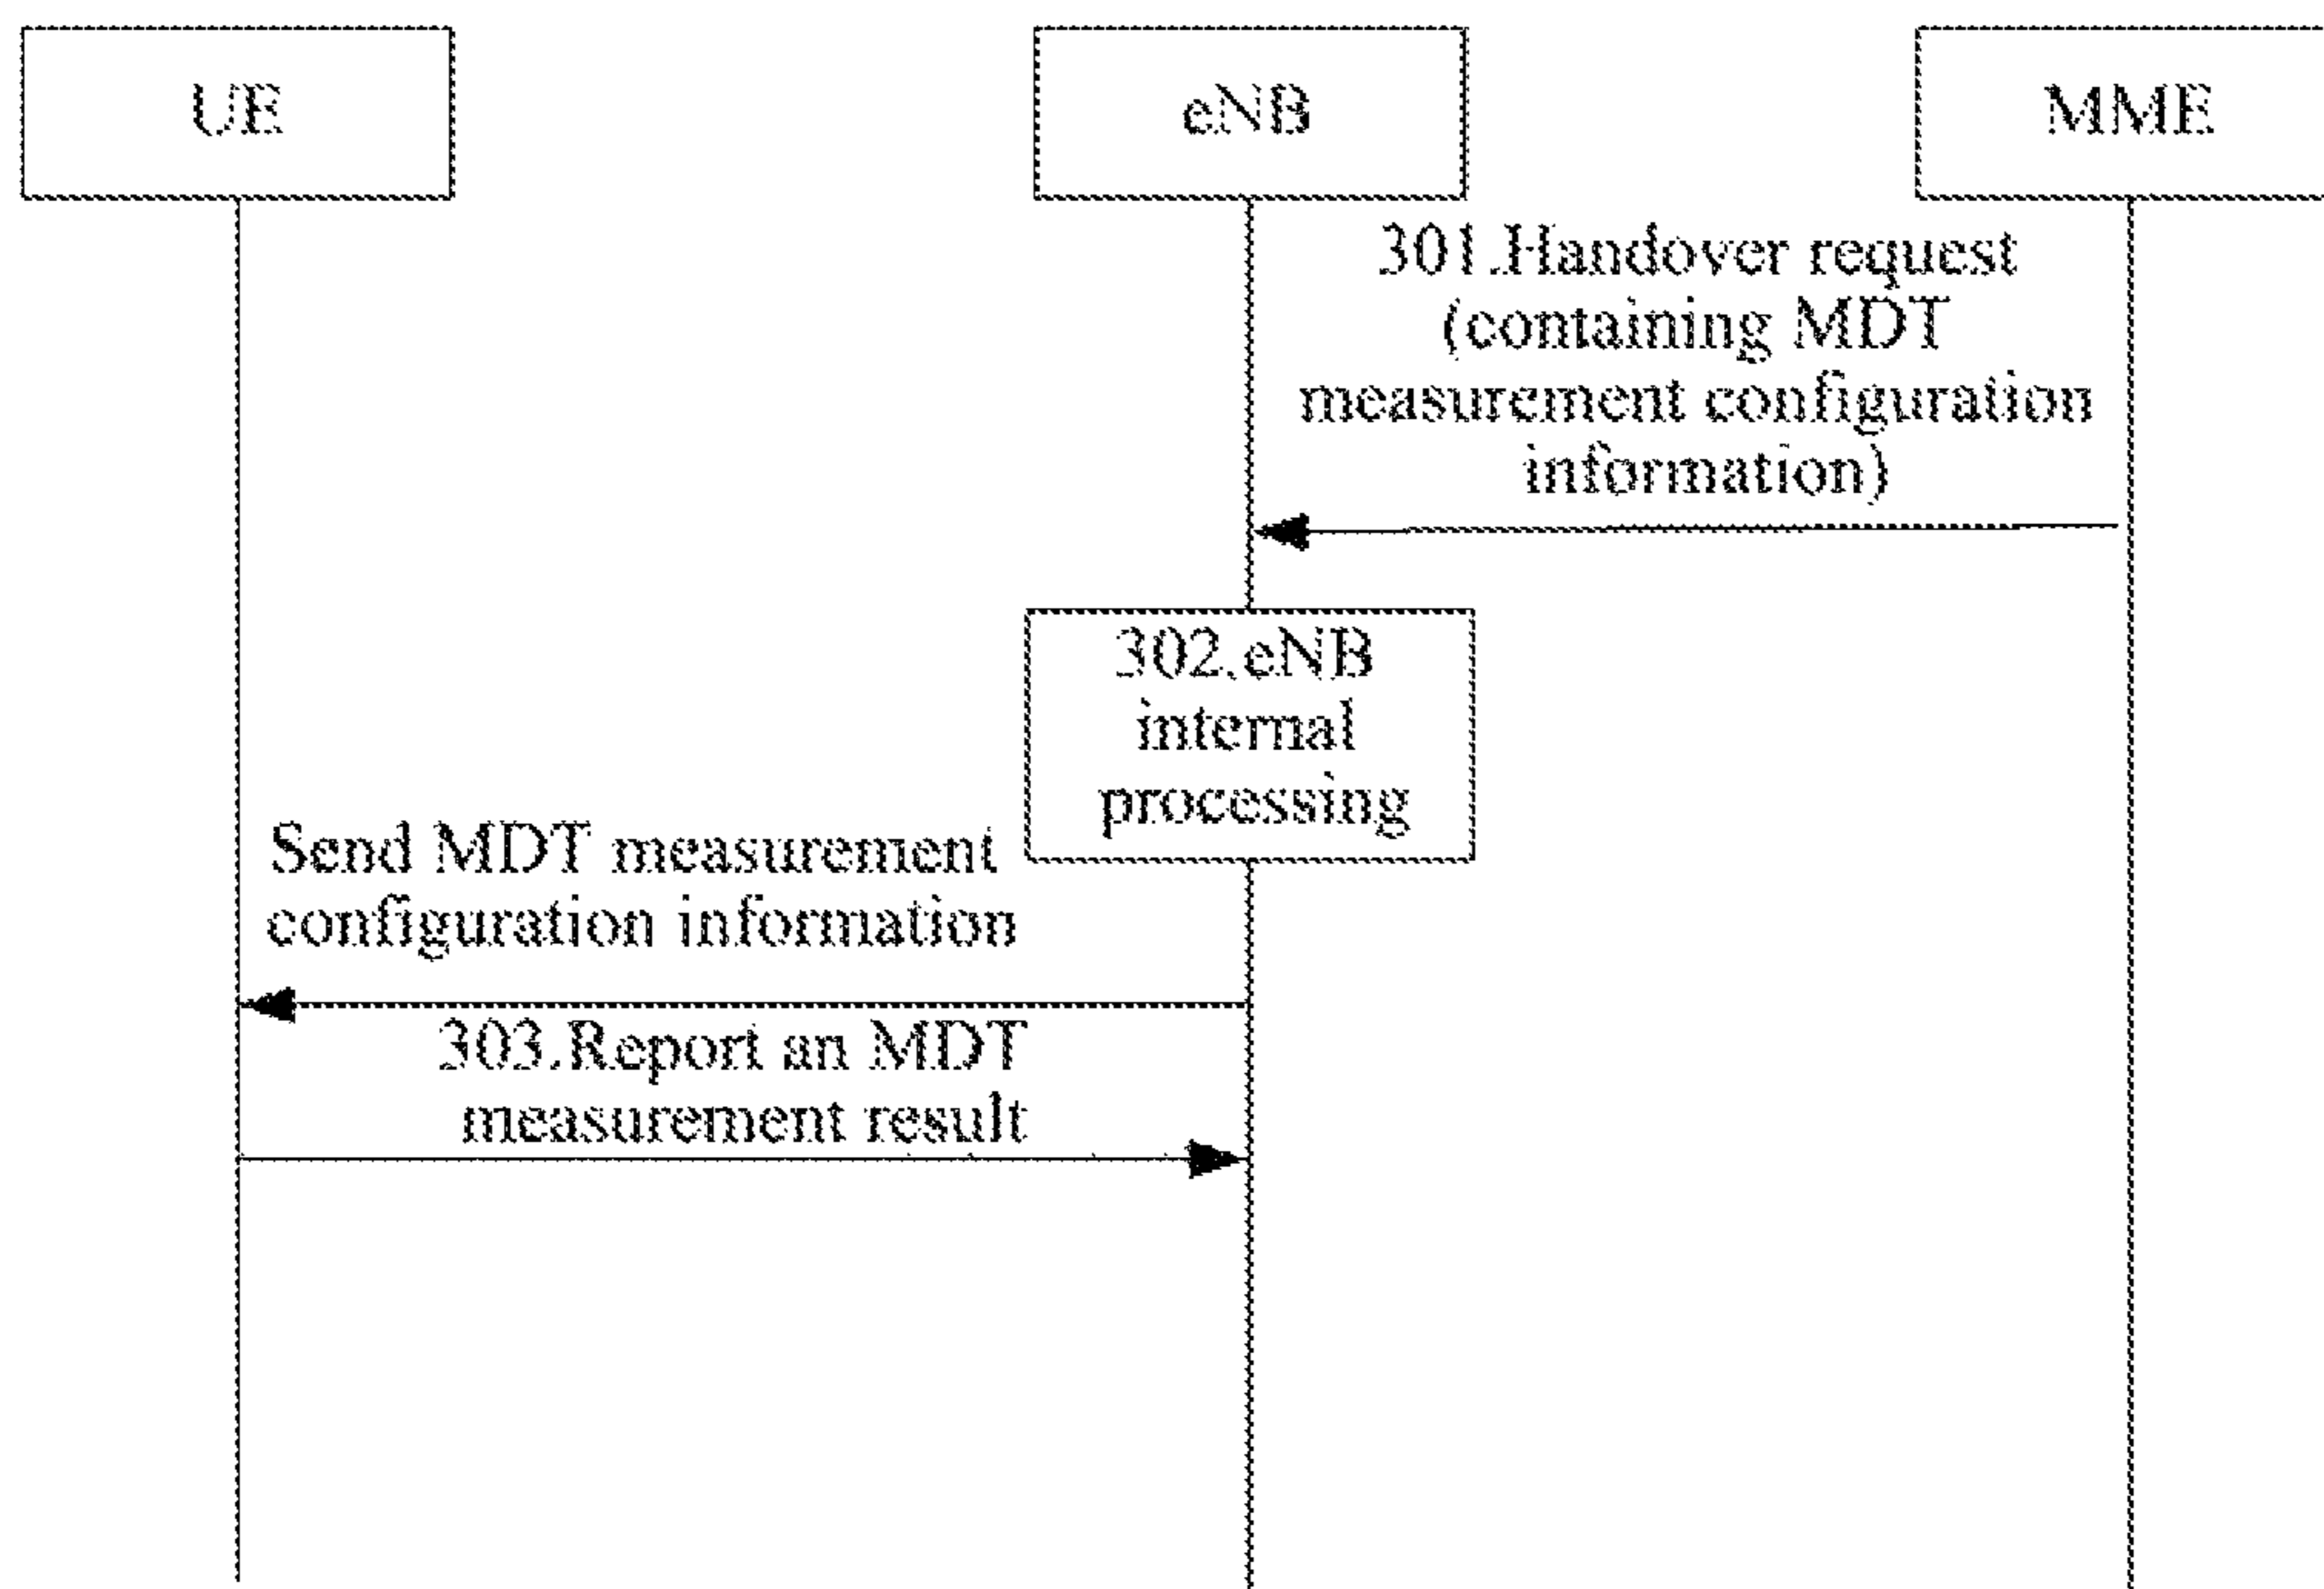 UE
eNB
MME
301.Handover request
(containing MDT
measurement configuration
information)
302.eNB
internal
processing
Send MDT measurement
configuration information
303.Report an MDT
measurement result